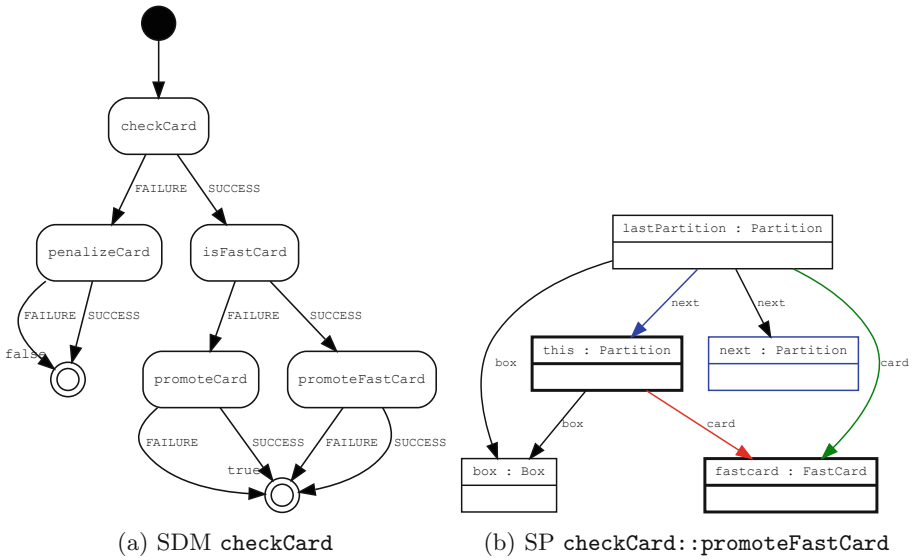 checkCard
FAILURE
SUCCESS
penalizeCard
isFastCard
FAILURE
SUCCESS
FAILURE
SUCCESS
false
promoteCard
promoteFastCard
FAILURE
SUCCESS
FAILURE
SUCCESS
true
(a) SDM checkCard
lastPartition : Partition
next
next
this : Partition
next : Partition
box
card
box
card
box : Box
fastcard : FastCard
(b) SP checkCard::promoteFastCard